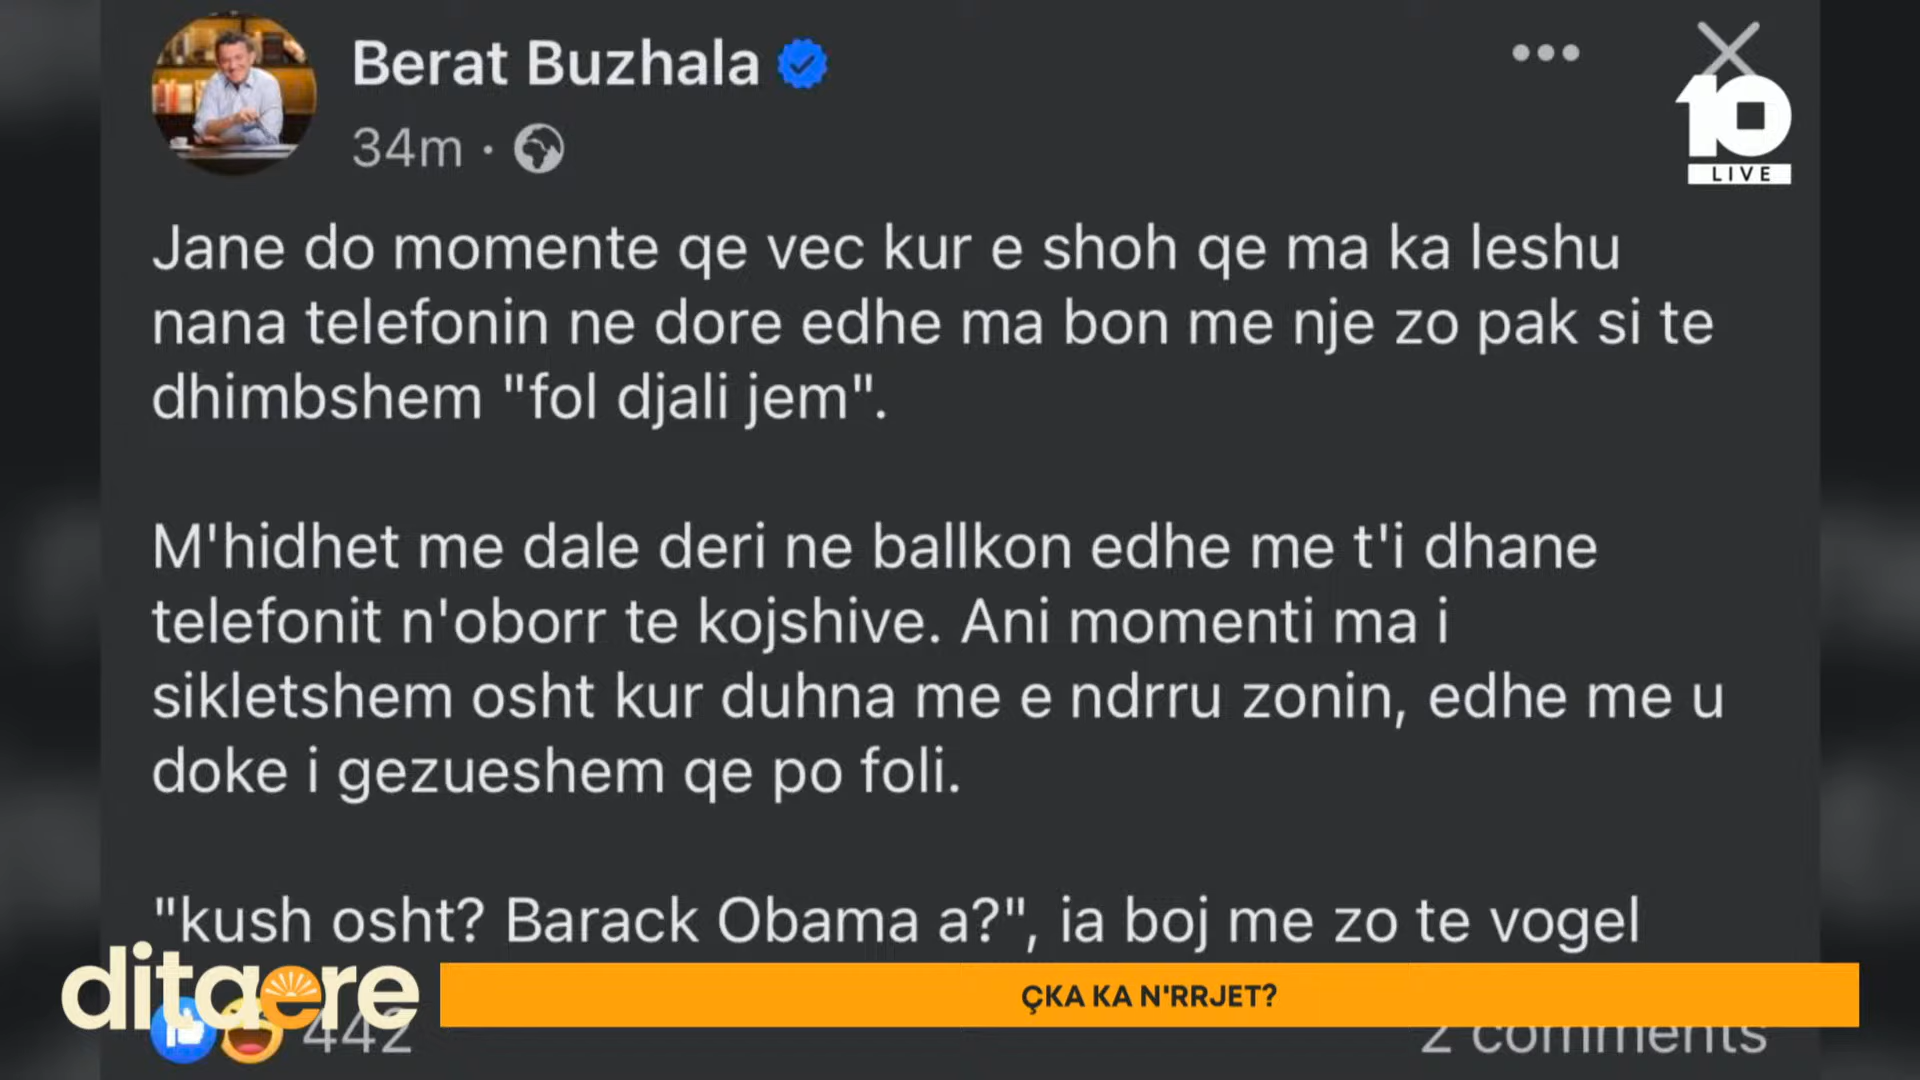 Berat Buzhala
34m
10
LIVE
Jane do momente qe vec kur e shoh qe ma ka leshu
nana telefonin ne dore edhe ma bon me nje zo pak si te
dhimbshem "fol djali jem".
M'hidhet me dale deri ne ballkon edhe me t'i dhane
telefonit n'oborr te kojshive. Ani momenti ma i
sikletshem osht kur duhna me e ndrru zonin, edhe me u
doke i gezueshem qe po foli.
"kush osht? Barack Obama a?", ia boj me zo te vogel
ditaere
ÇKA KA N'RRJET?
442
2 comments